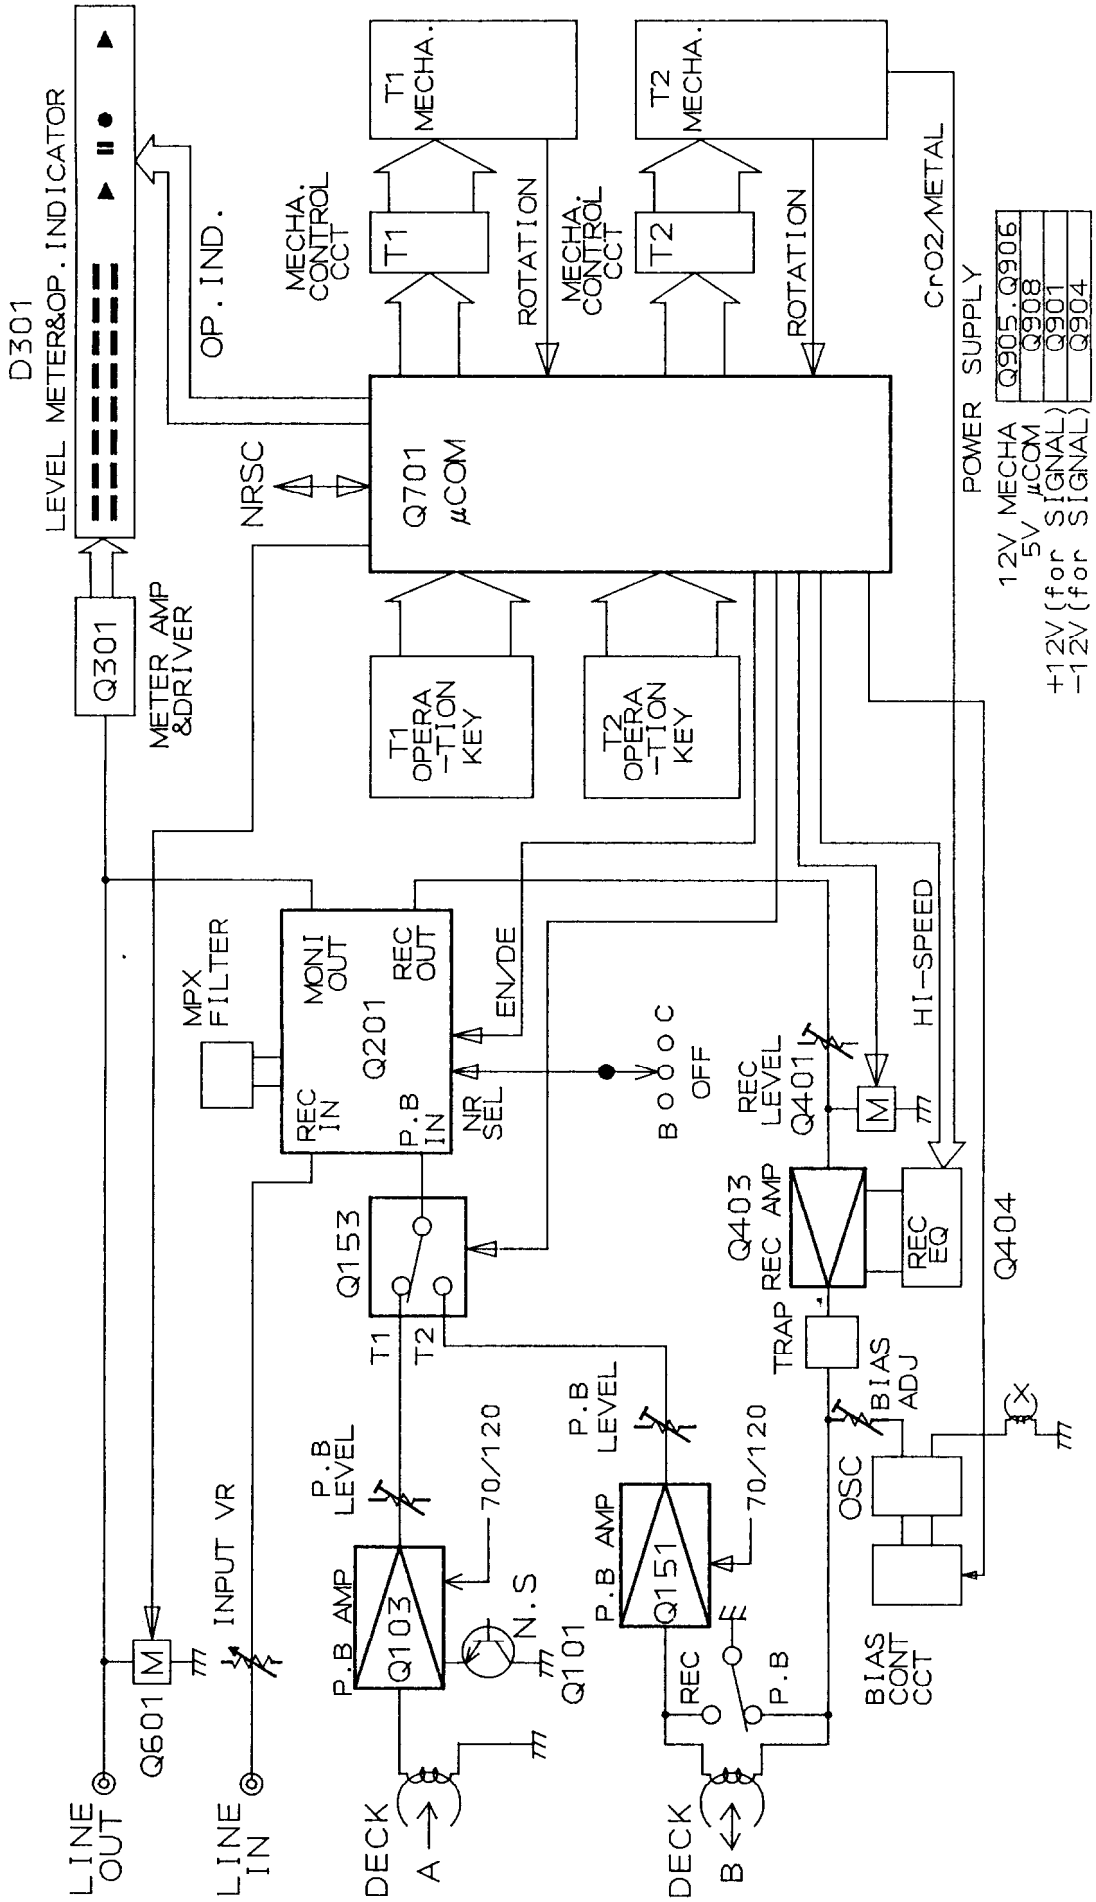 D301
LEVEL METER&OP. INDICATOR
LINE
OUT
Q601
M
Q301
METER AMP
&DRIVER
OP. IND.
LINE
IN
INPUT VR
MPX
FILTER
REC
IN
MONI
OUT
Q201
P.B
IN
REC
OUT
NR
SEL
EN/DE
B
C
OFF
NRSC
Q701
μCOM
T1
OPERA
-TION
KEY
T2
OPERA
-TION
KEY
MECHA.
CONTROL
CCT
T1
T1
MECHA.
ROTATION
MECHA.
CONTROL
CCT
T2
T2
MECHA.
ROTATION
CrO2/METAL
DECK
A
P.B AMP
Q103
N.S
Q101
70/120
P.B
LEVEL
T1
T2
Q153
DECK
B
REC
P.B
P.B AMP
Q151
70/120
P.B
LEVEL
BIAS
CONT
CCT
OSC
BIAS
ADJ
X
TRAP
REC AMP
Q403
REC
EQ
Q404
REC
LEVEL
Q401
M
HI-SPEED
POWER SUPPLY
12V MECHA Q905.Q906
5V μCOM Q908
+12V(for SIGNAL) Q901
-12V(for SIGNAL) Q904